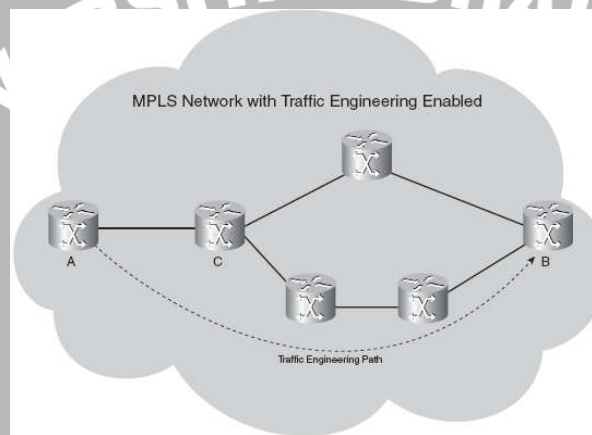 MPLS Network with Traffic Engineering Enabled
A
C
B
Traffic Engineering Path